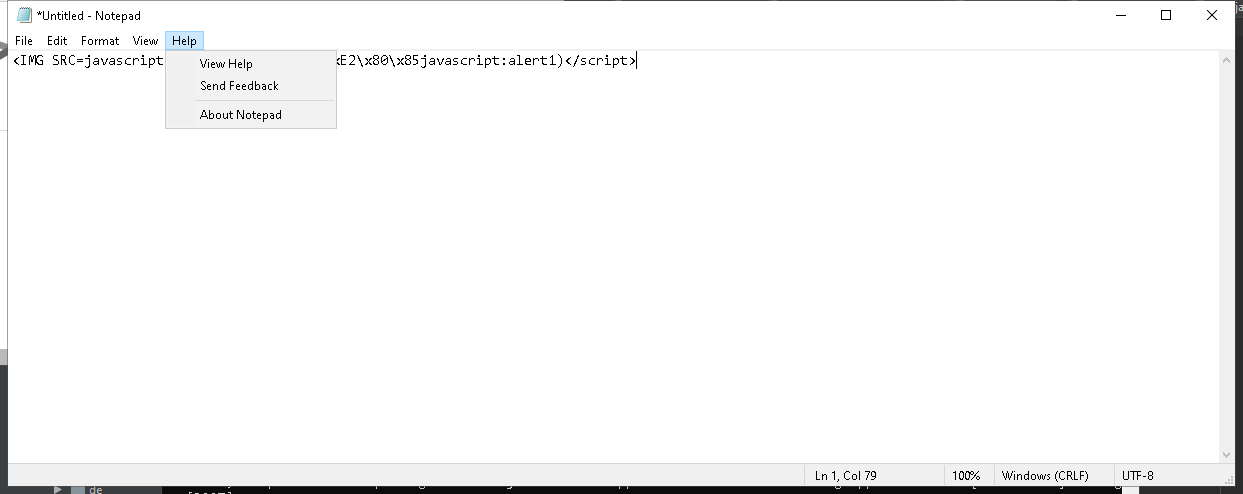 *Untitled - Notepad
File Edit Format View Help
<IMG SRC=javascript xE2\x80\x85javascript:alert1)</script>
View Help
Send Feedback
About Notepad
Ln 1, Col 79 100% Windows (CRLF) UTF-8
de